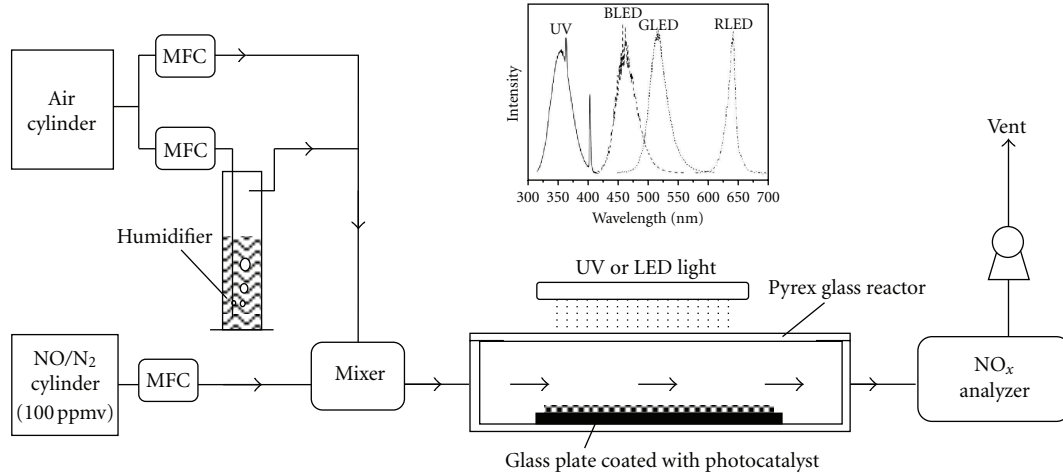 Air
cylinder
MFC
MFC
Humidifier
NO/N2
cylinder
(100 ppmv)
MFC
Mixer
UV
BLED
GLED
RLED
Intensity
300 350 400 450 500 550 600 650 700
Wavelength (nm)
UV or LED light
Pyrex glass reactor
Glass plate coated with photocatalyst
Vent
NOx
analyzer